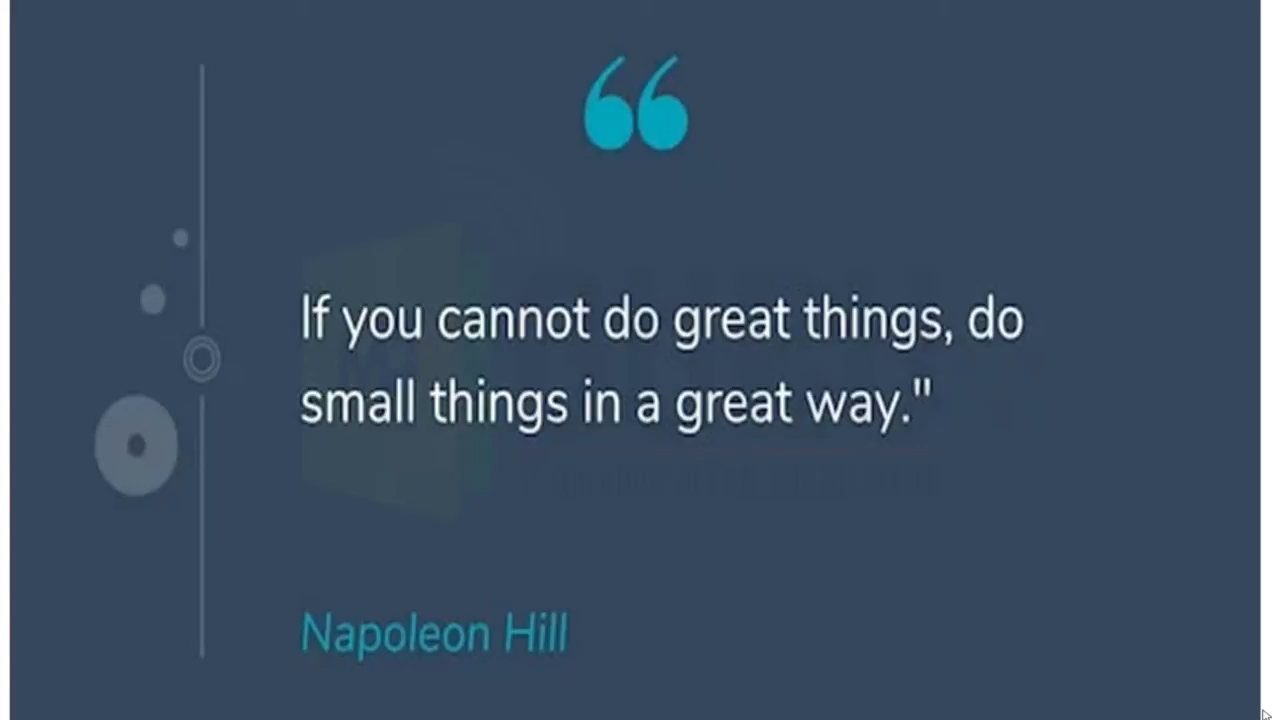 “
If you cannot do great things, do
small things in a great way."
Napoleon Hill